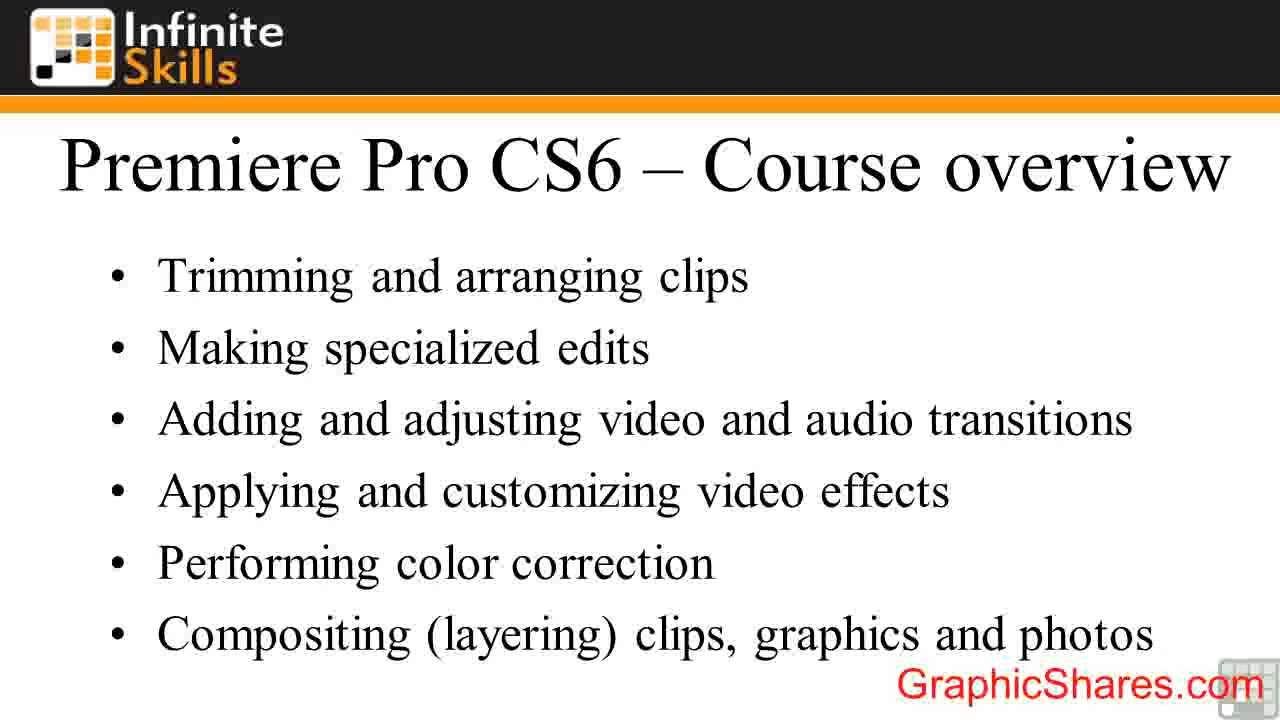 Infinite
Skills
Premiere Pro CS6 – Course overview
• Trimming and arranging clips
• Making specialized edits
• Adding and adjusting video and audio transitions
• Applying and customizing video effects
• Performing color correction
• Compositing (layering) clips, graphics and photos
GraphicShares.com